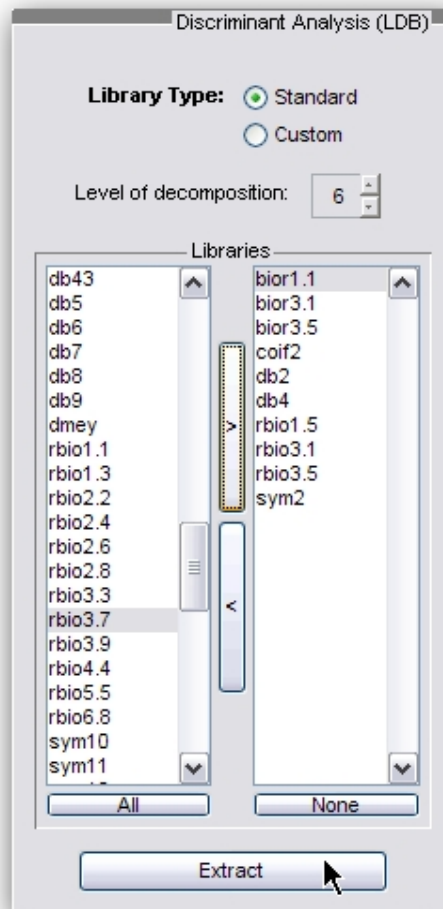 Discriminant Analysis (LDB)
Library Type: Standard
Custom
Level of decomposition: 6
Libraries
db43
db5
db6
db7
db8
db9
dmey
rbio1.1
rbio1.3
rbio2.2
rbio2.4
rbio2.6
rbio2.8
rbio3.3
rbio3.7
rbio3.9
rbio4.4
rbio5.5
rbio6.8
sym10
sym11
>
<
bior1.1
bior3.1
bior3.5
coif2
db2
db4
rbio1.5
rbio3.1
rbio3.5
sym2
All
None
Extract